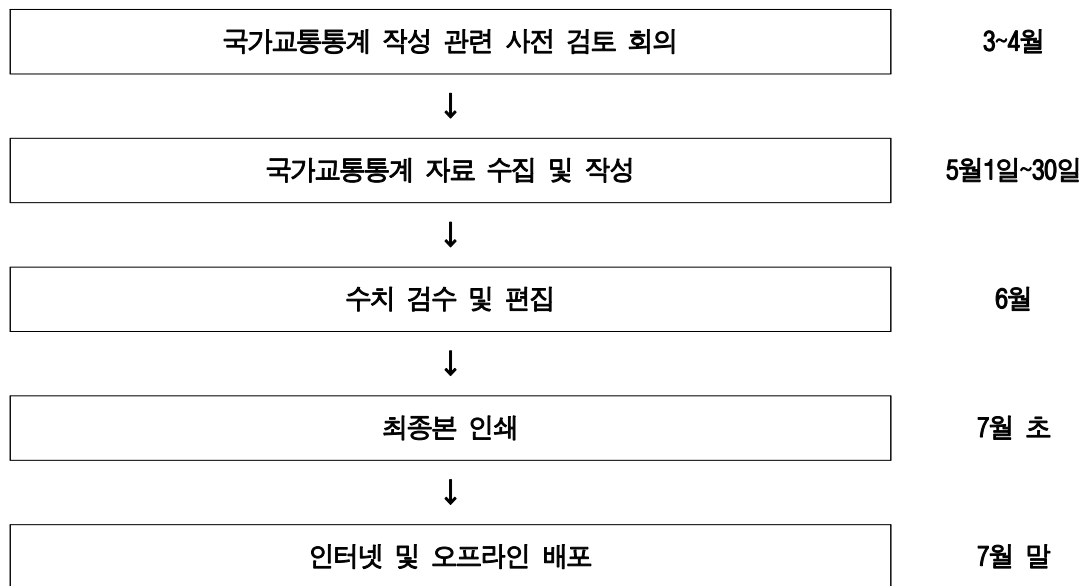 국가교통통계 작성 관련 사전 검토 회의 3~4월
↓
국가교통통계 자료 수집 및 작성 5월1일~30일
↓
수치 검수 및 편집 6월
↓
최종본 인쇄 7월 초
↓
인터넷 및 오프라인 배포 7월 말